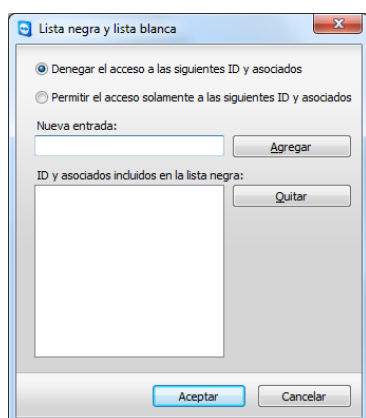 Lista negra y lista blanca
Denegar el acceso a las siguientes ID y asociados
Permitir el acceso solamente a las siguientes ID y asociados
Nueva entrada:
Agregar
ID y asociados incluidos en la lista negra:
Quitar
Aceptar Cancelar